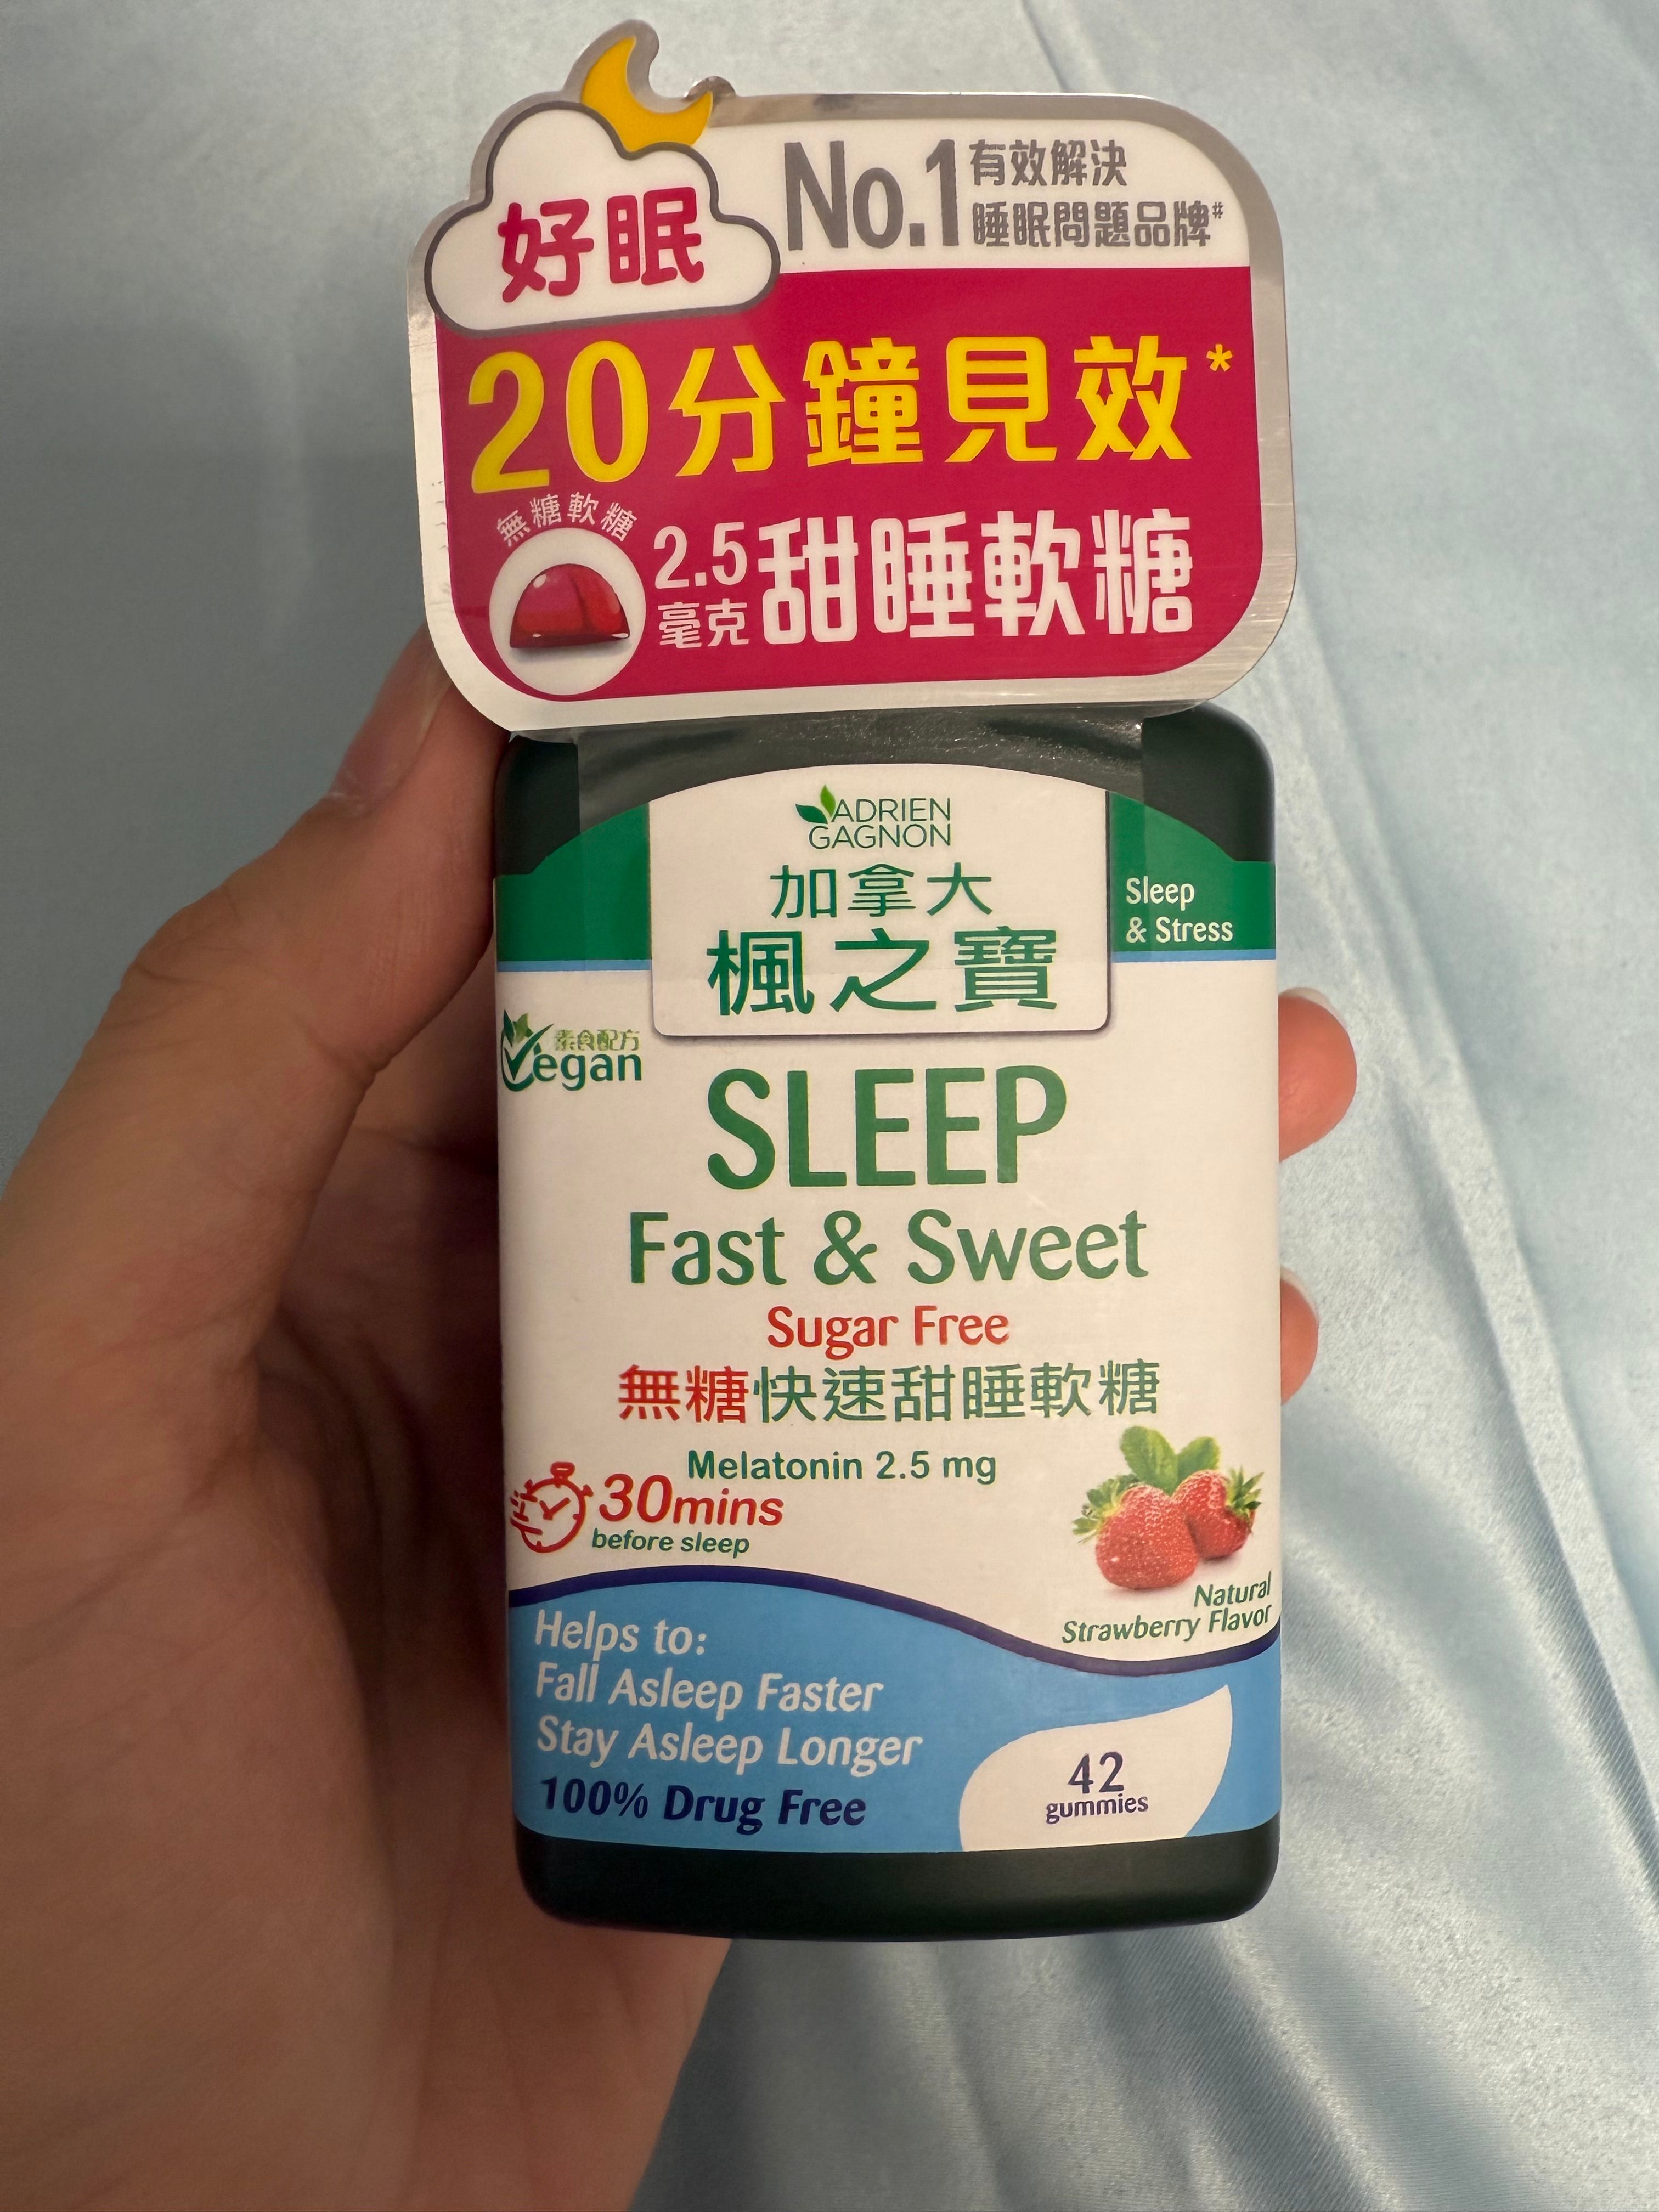 好眠
No.1 有效解決
睡眠問題品牌#
20分鐘見效*
無糖軟糖
2.5
毫克
甜睡軟糖
ADRIEN
GAGNON
加拿大
楓之寶
Sleep
& Stress
素食配方
Vegan
SLEEP
Fast & Sweet
Sugar Free
無糖快速甜睡軟糖
Melatonin 2.5 mg
30mins
before sleep
Natural
Strawberry Flavor
Helps to:
Fall Asleep Faster
Stay Asleep Longer
100% Drug Free
42
gummies